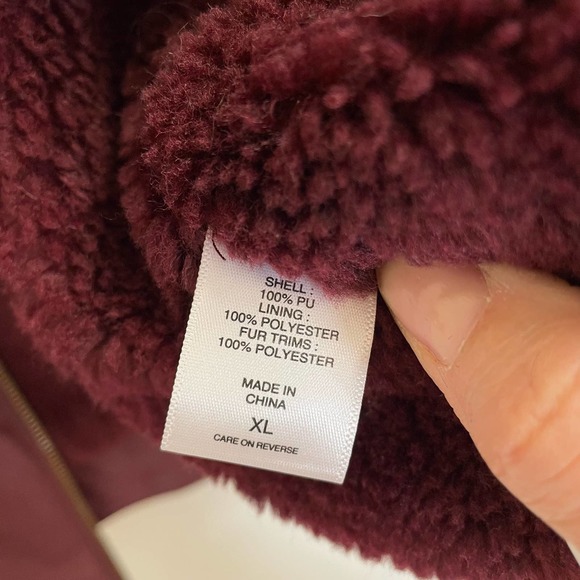 SHELL :
100% PU
LINING :
100% POLYESTER
FUR TRIMS :
100% POLYESTER
MADE IN
CHINA
XL
CARE ON REVERSE